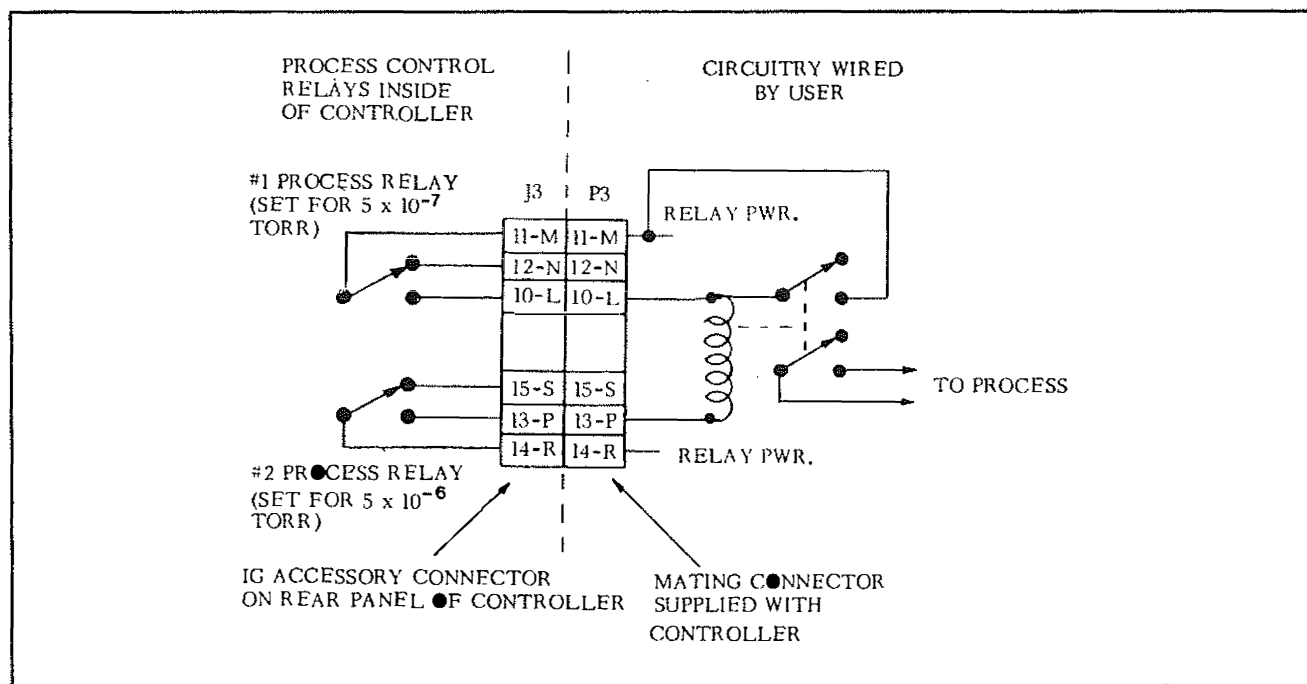 PROCESS CONTROL
RELAYS INSIDE
OF CONTROLLER
CIRCUITRY WIRED
BY USER
#1 PROCESS RELAY
(SET FOR 5 x 10⁻⁷
TORR)
J3
P3
RELAY PWR.
11-M
11-M
12-N
12-N
10-L
10-L
15-S
15-S
13-P
13-P
14-R
14-R
TO PROCESS
RELAY PWR.
#2 PROCESS RELAY
(SET FOR 5 x 10⁻⁶
TORR)
IG ACCESSORY CONNECTOR
ON REAR PANEL OF CONTROLLER
MATING CONNECTOR
SUPPLIED WITH
CONTROLLER